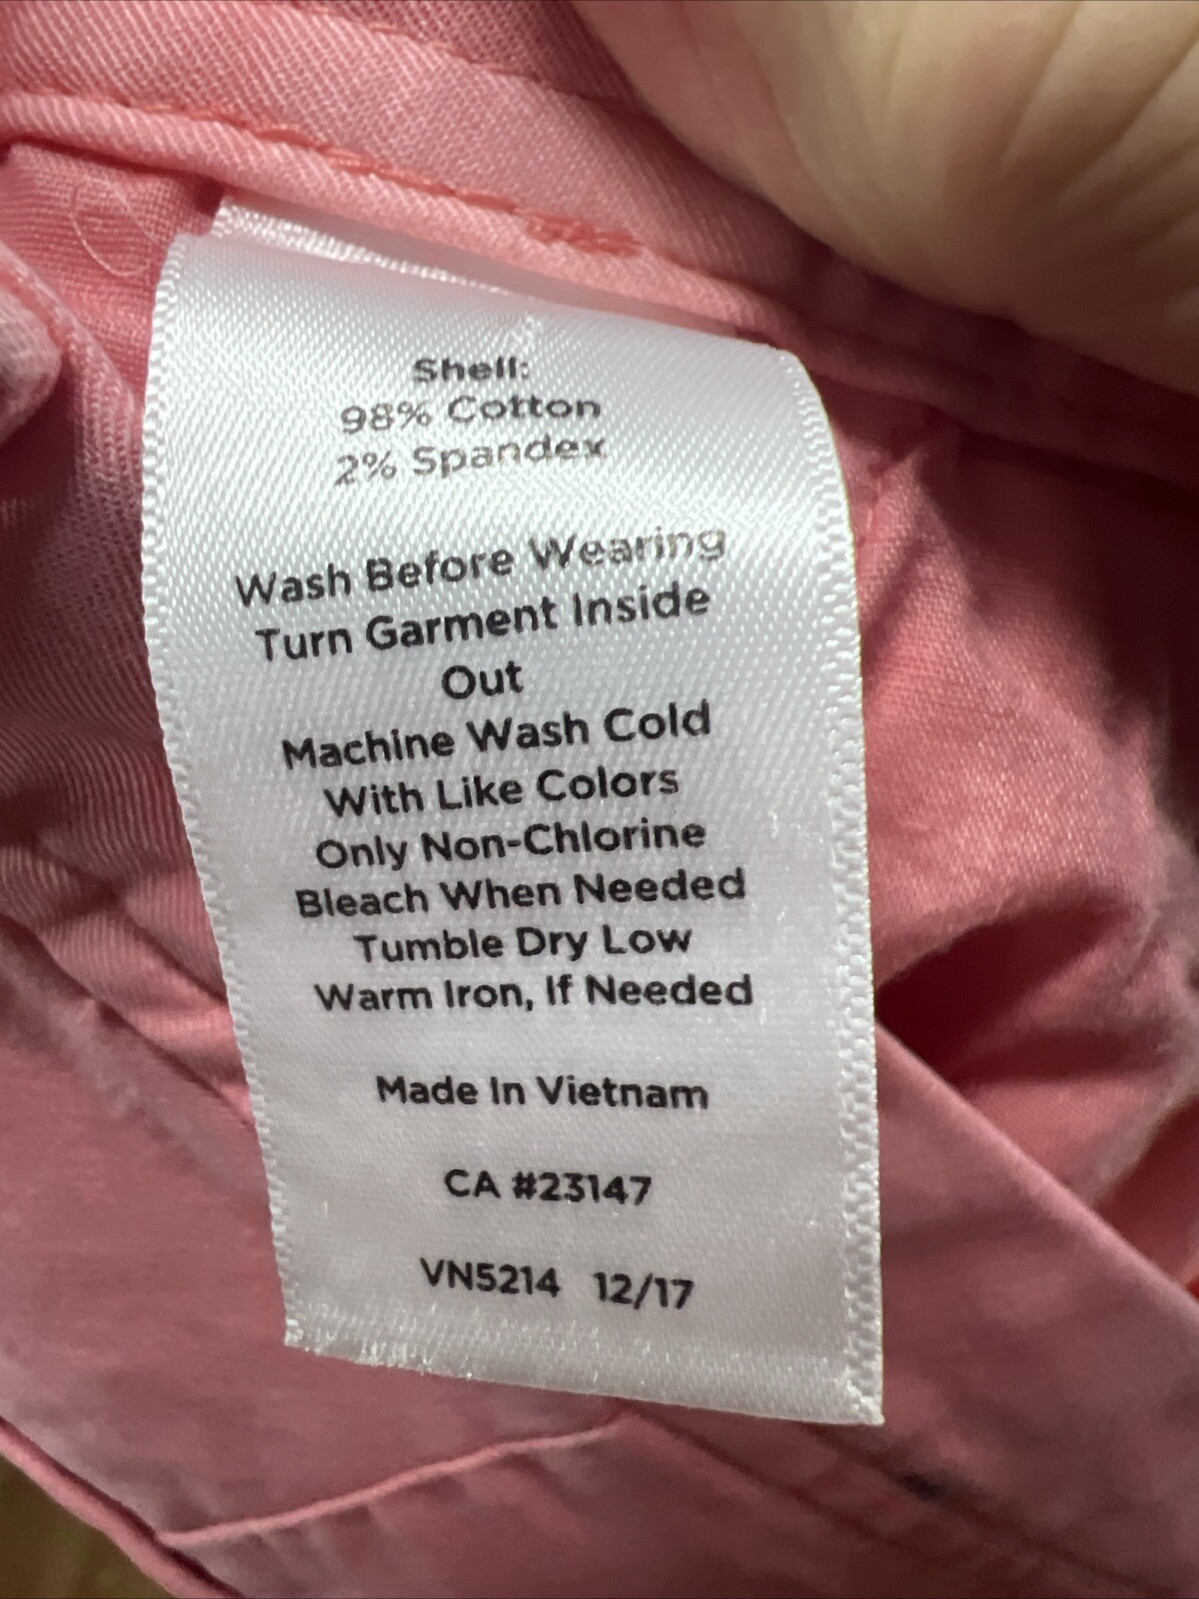 Shell:
98% Cotton
2% Spandex
Wash Before Wearing
Turn Garment Inside
Out
Machine Wash Cold
With Like Colors
Only Non-Chlorine
Bleach When Needed
Tumble Dry Low
Warm Iron, If Needed
Made In Vietnam
CA #23147
VN5214 12/17